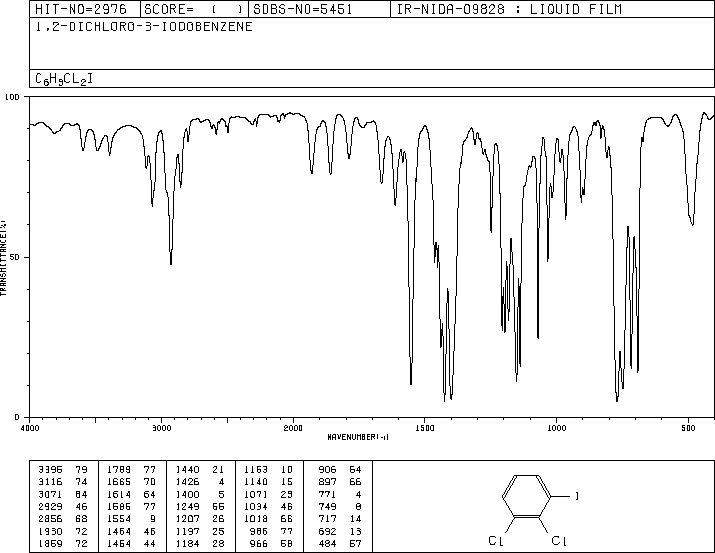 HIT-NO=2976 SCORE= ( ) SDBS-NO=5451 IR-NIDA-09828 : LIQUID FILM
1,2-DICHLORO-3-IODOBENZENE
C6H3CL2I
100
50
0
TRANSMITTANCE(%)
4000 3000 2000 1500 1000 500
WAVENUMBER(-1)
3395 79 1789 77 1440 21 1153 10 906 64
3116 74 1665 70 1426 4 1140 15 897 66
3071 64 1614 64 1400 5 1071 23 771 4
2929 46 1586 77 1249 55 1034 46 749 8
2856 68 1554 9 1207 26 1018 66 717 14
1930 72 1464 46 1197 25 986 77 692 13
1859 72 1454 44 1184 28 966 58 484 57
I
Cl Cl